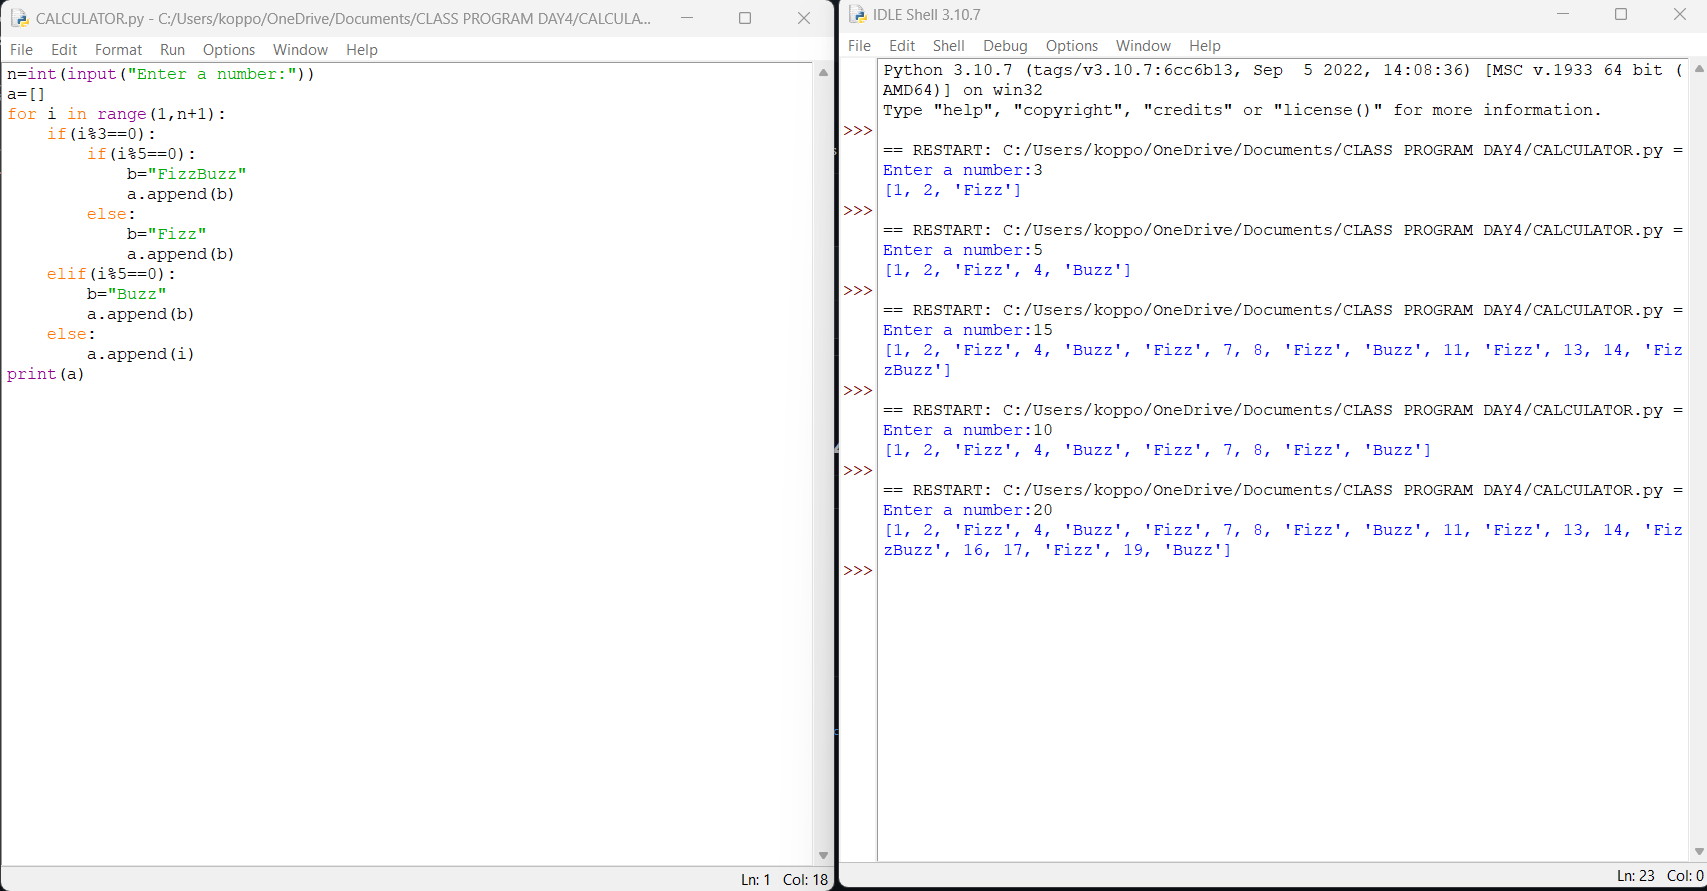 CALCULATOR.py - C:/Users/koppo/OneDrive/Documents/CLASS PROGRAM DAY4/CALCULA...
File Edit Format Run Options Window Help
n=int(input("Enter a number:"))
a=[]
for i in range(1,n+1):
    if(i%3==0):
        if(i%5==0):
            b="FizzBuzz"
            a.append(b)
        else:
            b="Fizz"
            a.append(b)
    elif(i%5==0):
        b="Buzz"
        a.append(b)
    else:
        a.append(i)
print(a)
Ln: 1 Col: 18
IDLE Shell 3.10.7
File Edit Shell Debug Options Window Help
Python 3.10.7 (tags/v3.10.7:6cc6b13, Sep  5 2022, 14:08:36) [MSC v.1933 64 bit (
AMD64)] on win32
Type "help", "copyright", "credits" or "license()" for more information.
>>>
== RESTART: C:/Users/koppo/OneDrive/Documents/CLASS PROGRAM DAY4/CALCULATOR.py =
Enter a number:3
[1, 2, 'Fizz']
>>>
== RESTART: C:/Users/koppo/OneDrive/Documents/CLASS PROGRAM DAY4/CALCULATOR.py =
Enter a number:5
[1, 2, 'Fizz', 4, 'Buzz']
>>>
== RESTART: C:/Users/koppo/OneDrive/Documents/CLASS PROGRAM DAY4/CALCULATOR.py =
Enter a number:15
[1, 2, 'Fizz', 4, 'Buzz', 'Fizz', 7, 8, 'Fizz', 'Buzz', 11, 'Fizz', 13, 14, 'Fiz
zBuzz']
>>>
== RESTART: C:/Users/koppo/OneDrive/Documents/CLASS PROGRAM DAY4/CALCULATOR.py =
Enter a number:10
[1, 2, 'Fizz', 4, 'Buzz', 'Fizz', 7, 8, 'Fizz', 'Buzz']
>>>
== RESTART: C:/Users/koppo/OneDrive/Documents/CLASS PROGRAM DAY4/CALCULATOR.py =
Enter a number:20
[1, 2, 'Fizz', 4, 'Buzz', 'Fizz', 7, 8, 'Fizz', 'Buzz', 11, 'Fizz', 13, 14, 'Fiz
zBuzz', 16, 17, 'Fizz', 19, 'Buzz']
>>>
Ln: 23 Col: 0